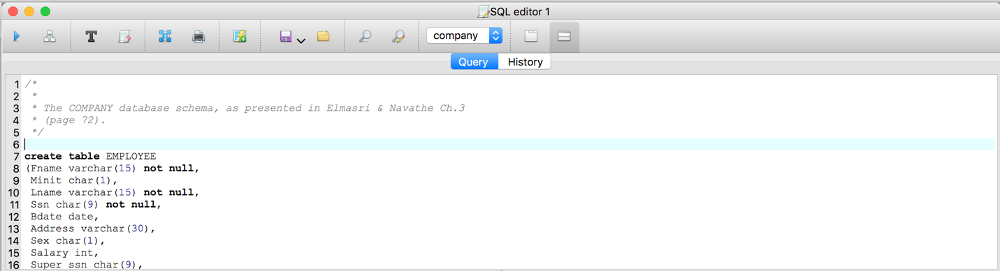 SQL editor 1
company
Query History
1 /*
2 *
3 * The COMPANY database schema, as presented in Elmasri & Navathe Ch.3
4 * (page 72).
5 */
6
7 create table EMPLOYEE
8 (Fname varchar(15) not null,
9 Minit char(1),
10 Lname varchar(15) not null,
11 Ssn char(9) not null,
12 Bdate date,
13 Address varchar(30),
14 Sex char(1),
15 Salary int,
16 Super_ssn char(9),